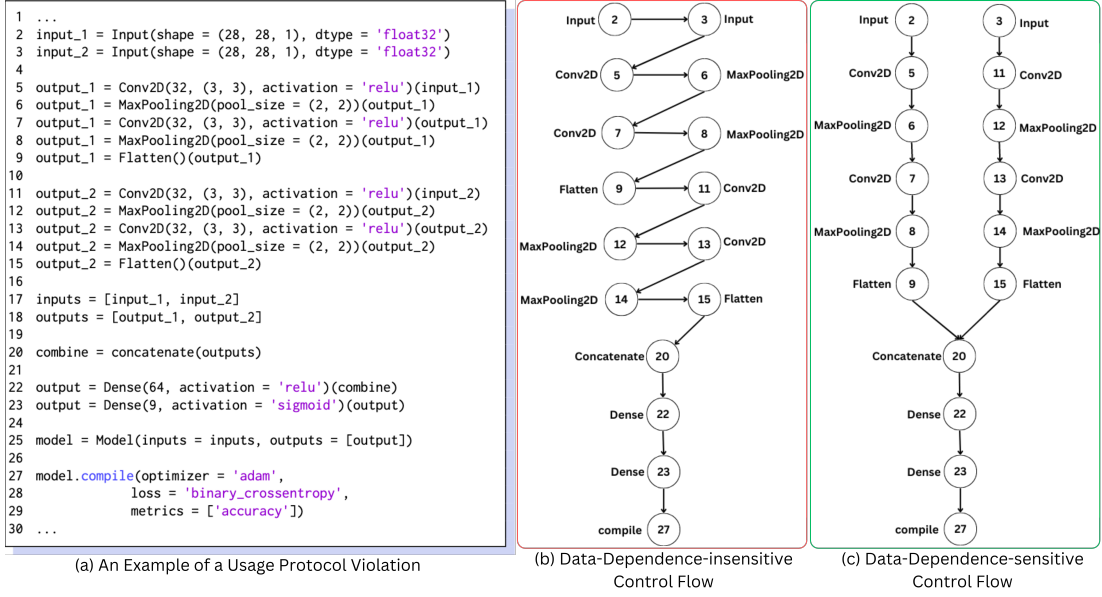 1 ...
2 input_1 = Input(shape = (28, 28, 1), dtype = 'float32')
3 input_2 = Input(shape = (28, 28, 1), dtype = 'float32')
4
5 output_1 = Conv2D(32, (3, 3), activation = 'relu')(input_1)
6 output_1 = MaxPooling2D(pool_size = (2, 2))(output_1)
7 output_1 = Conv2D(32, (3, 3), activation = 'relu')(output_1)
8 output_1 = MaxPooling2D(pool_size = (2, 2))(output_1)
9 output_1 = Flatten()(output_1)
10
11 output_2 = Conv2D(32, (3, 3), activation = 'relu')(input_2)
12 output_2 = MaxPooling2D(pool_size = (2, 2))(output_2)
13 output_2 = Conv2D(32, (3, 3), activation = 'relu')(output_2)
14 output_2 = MaxPooling2D(pool_size = (2, 2))(output_2)
15 output_2 = Flatten()(output_2)
16
17 inputs = [input_1, input_2]
18 outputs = [output_1, output_2]
19
20 combine = concatenate(outputs)
21
22 output = Dense(64, activation = 'relu')(combine)
23 output = Dense(9, activation = 'sigmoid')(output)
24
25 model = Model(inputs = inputs, outputs = [output])
26
27 model.compile(optimizer = 'adam',
28 loss = 'binary_crossentropy',
29 metrics = ['accuracy'])
30 ...
(a) An Example of a Usage Protocol Violation
Input 2 3 Input
Conv2D 5 6 MaxPooling2D
Conv2D 7 8 MaxPooling2D
Flatten 9 11 Conv2D
MaxPooling2D 12 13 Conv2D
MaxPooling2D 14 15 Flatten
Concatenate 20
Dense 22
Dense 23
compile 27
(b) Data-Dependence-insensitive
Control Flow
Input 2 3 Input
Conv2D 5 11 Conv2D
MaxPooling2D 6 12 MaxPooling2D
Conv2D 7 13 Conv2D
MaxPooling2D 8 14 MaxPooling2D
Flatten 9 15 Flatten
Concatenate 20
Dense 22
Dense 23
compile 27
(c) Data-Dependence-sensitive
Control Flow